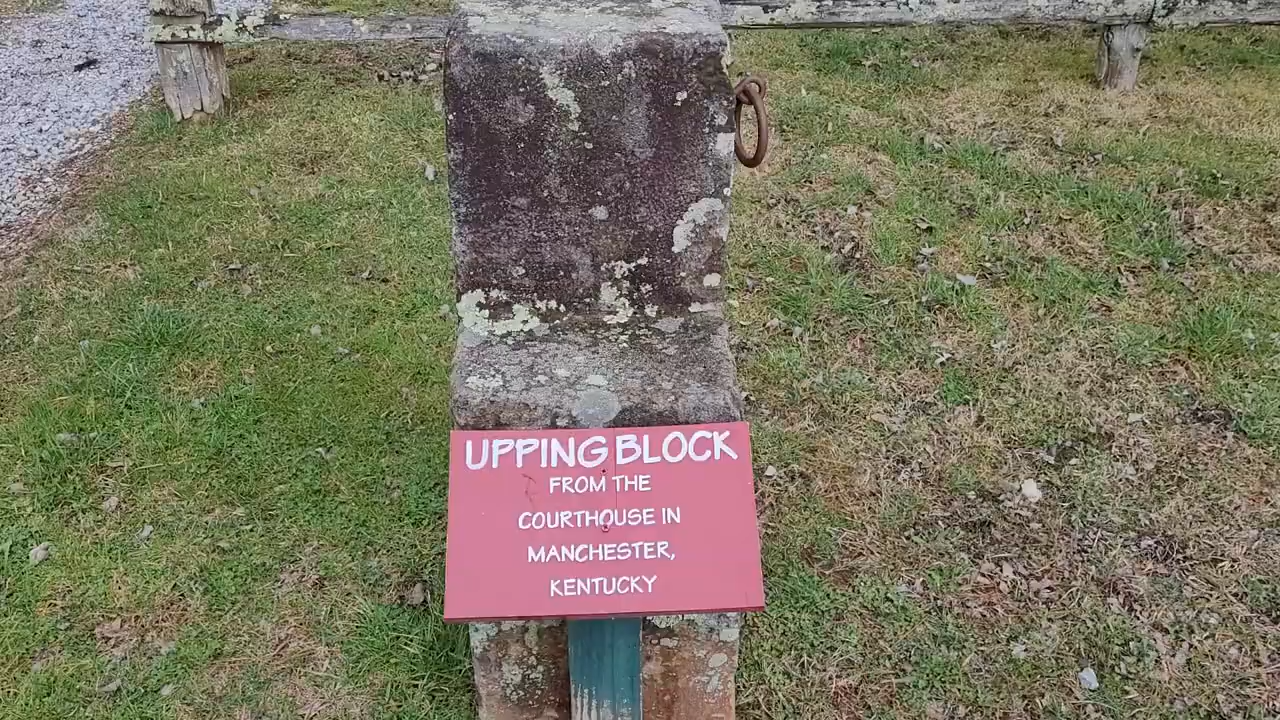 UPPING BLOCK
FROM THE
COURTHOUSE IN
MANCHESTER,
KENTUCKY